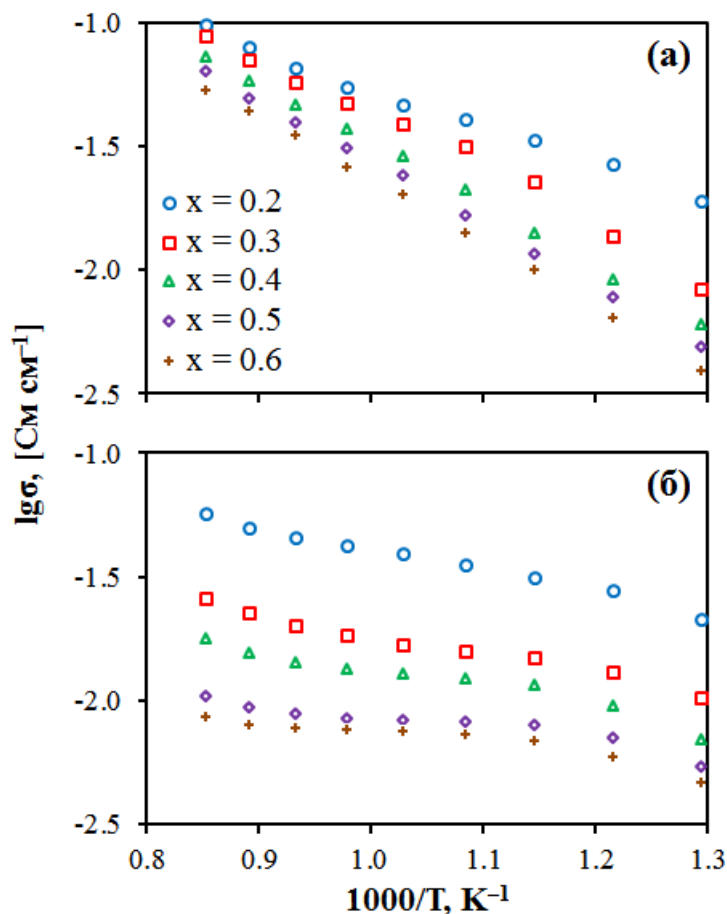 -1.0
(а)
-1.5
x = 0.2
x = 0.3
-2.0
x = 0.4
x = 0.5
x = 0.6
-2.5
lgσ, [См см⁻¹]
-1.0
(б)
-1.5
-2.0
-2.5
0.8 0.9 1.0 1.1 1.2 1.3
1000/T, K⁻¹